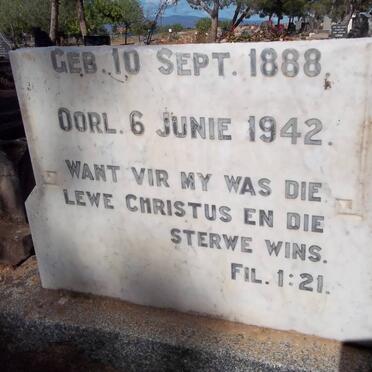 GEB. 10 SEPT. 1888
OORL. 6 JUNIE 1942.
WANT VIR MY WAS DIE
LEWE CHRISTUS EN DIE
STERWE WINS.
FIL. 1:21.